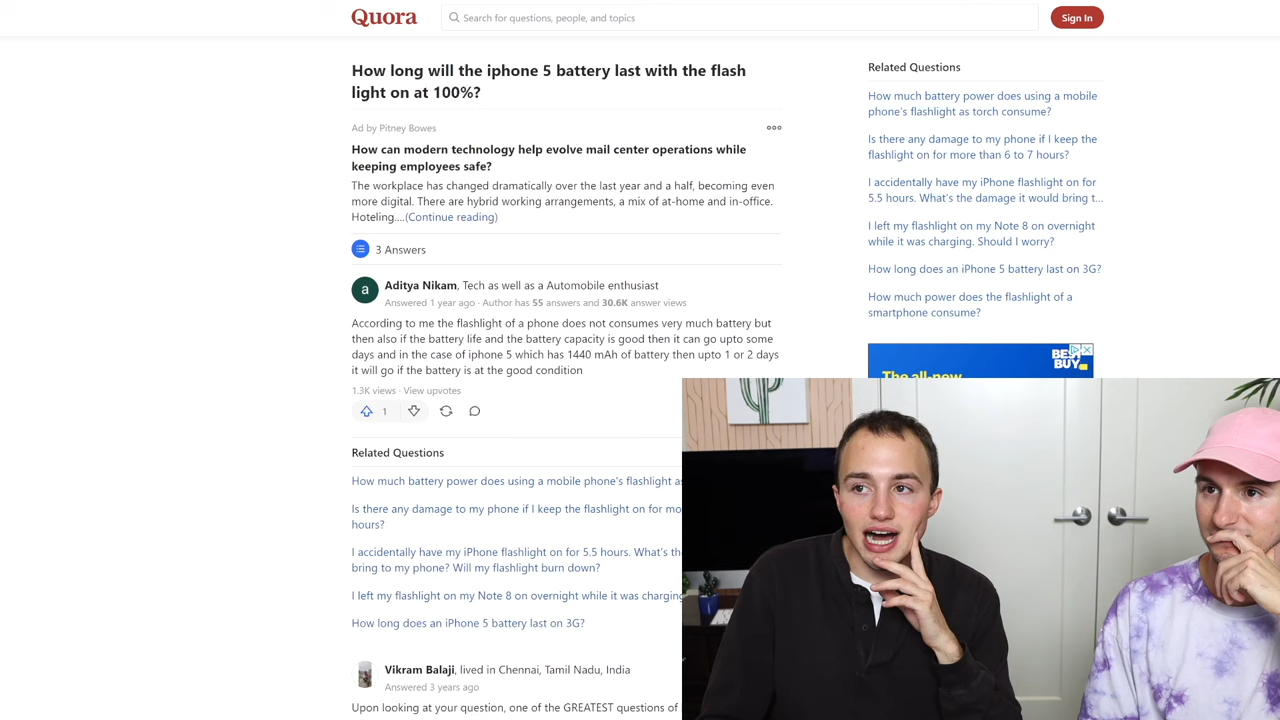 Quora
Search for questions, people, and topics
Sign In
How long will the iphone 5 battery last with the flash
light on at 100%?
Ad by Pitney Bowes
How can modern technology help evolve mail center operations while
keeping employees safe?
The workplace has changed dramatically over the last year and a half, becoming even
more digital. There are hybrid working arrangements, a mix of at-home and in-office.
Hoteling....(Continue reading)
3 Answers
a
Aditya Nikam, Tech as well as a Automobile enthusiast
Answered 1 year ago · Author has 55 answers and 30.6K answer views
According to me the flashlight of a phone does not consumes very much battery but
then also if the battery life and the battery capacity is good then it can go upto some
days and in the case of iphone 5 which has 1440 mAh of battery then upto 1 or 2 days
it will go if the battery is at the good condition
1.3K views · View upvotes
1
Related Questions
How much battery power does using a mobile phone's flashlight as
Is there any damage to my phone if I keep the flashlight on for mo
hours?
I accidentally have my iPhone flashlight on for 5.5 hours. What's the
bring to my phone? Will my flashlight burn down?
I left my flashlight on my Note 8 on overnight while it was charging
How long does an iPhone 5 battery last on 3G?
Vikram Balaji, lived in Chennai, Tamil Nadu, India
Answered 3 years ago
Upon looking at your question, one of the GREATEST questions of
Related Questions
How much battery power does using a mobile
phone's flashlight as torch consume?
Is there any damage to my phone if I keep the
flashlight on for more than 6 to 7 hours?
I accidentally have my iPhone flashlight on for
5.5 hours. What's the damage it would bring t...
I left my flashlight on my Note 8 on overnight
while it was charging. Should I worry?
How long does an iPhone 5 battery last on 3G?
How much power does the flashlight of a
smartphone consume?
BEST
BUY
The all-new